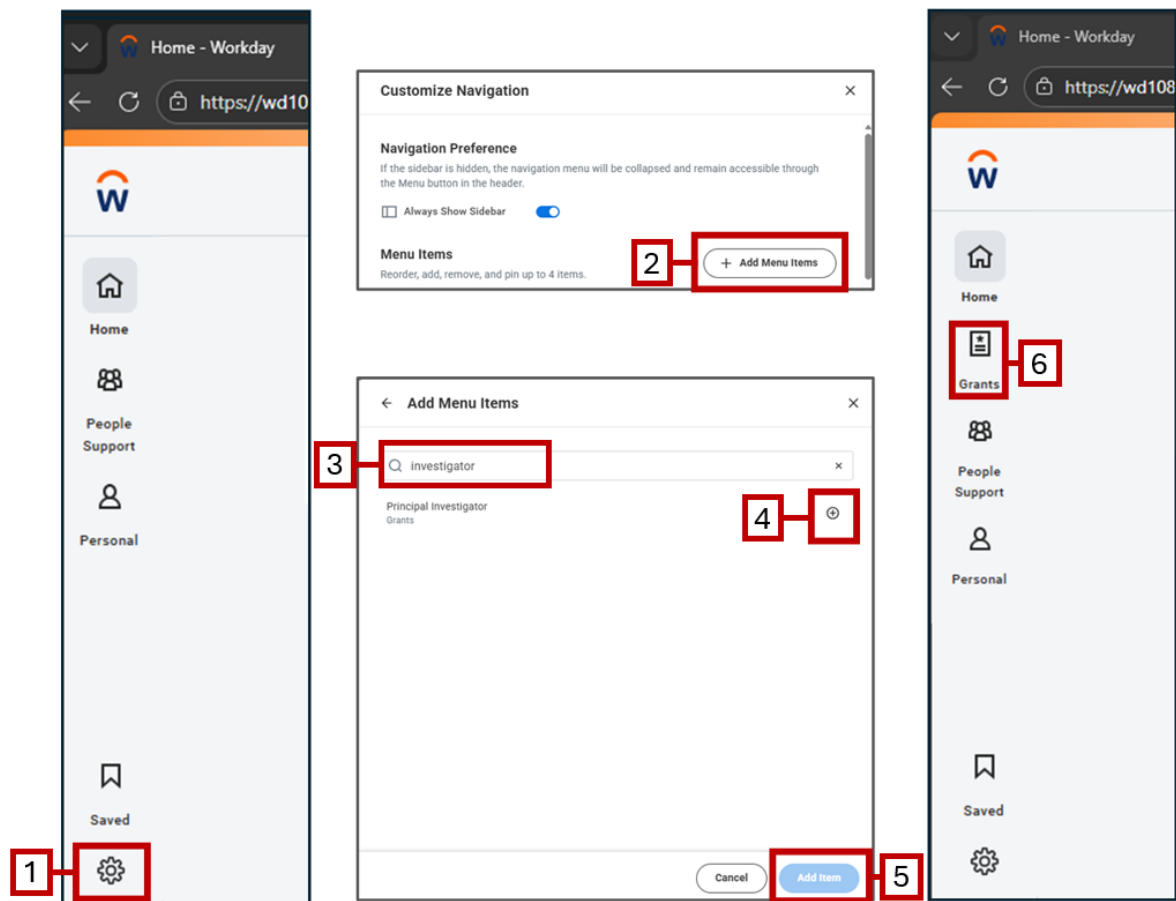 Home - Workday
https://wd10
W
Home
People
Support
Personal
Saved
1
Customize Navigation
Navigation Preference
If the sidebar is hidden, the navigation menu will be collapsed and remain accessible through
the Menu button in the header.
Always Show Sidebar
Menu Items
Reorder, add, remove, and pin up to 4 items.
2
+ Add Menu Items
Add Menu Items
3
investigator
Principal Investigator
Grants
4
Cancel
Add Item
5
Home - Workday
https://wd108
W
Home
Grants
6
People
Support
Personal
Saved